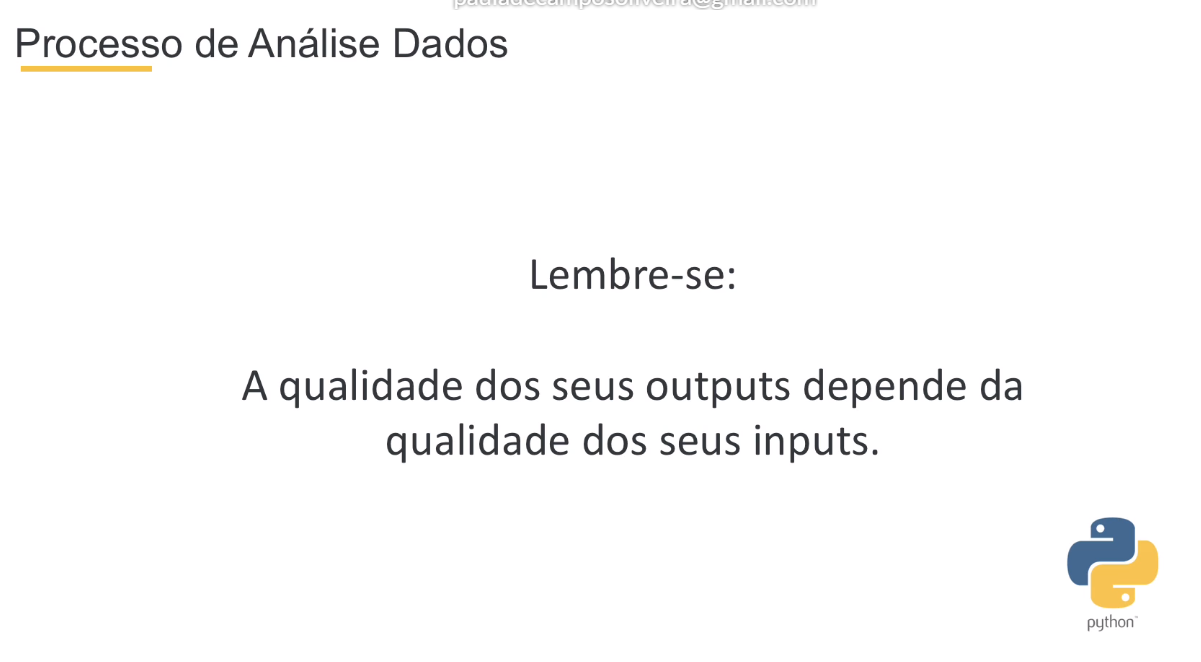 Processo de Análise Dados
Lembre-se:
A qualidade dos seus outputs depende da
qualidade dos seus inputs.
python